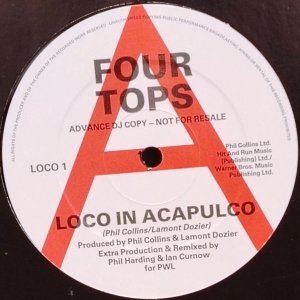 FOUR
TOPS
ADVANCE DJ COPY – NOT FOR RESALE
LOCO 1
Phil Collins Ltd.
Hit And Run Music
(Publishing) Ltd./
Warner Bros. Music
Publishing Ltd.
LOCO IN ACAPULCO
(Phil Collins/Lamont Dozier)
Produced by Phil Collins & Lamont Dozier
Extra Production & Remixed by
Phil Harding & Ian Curnow
for PWL